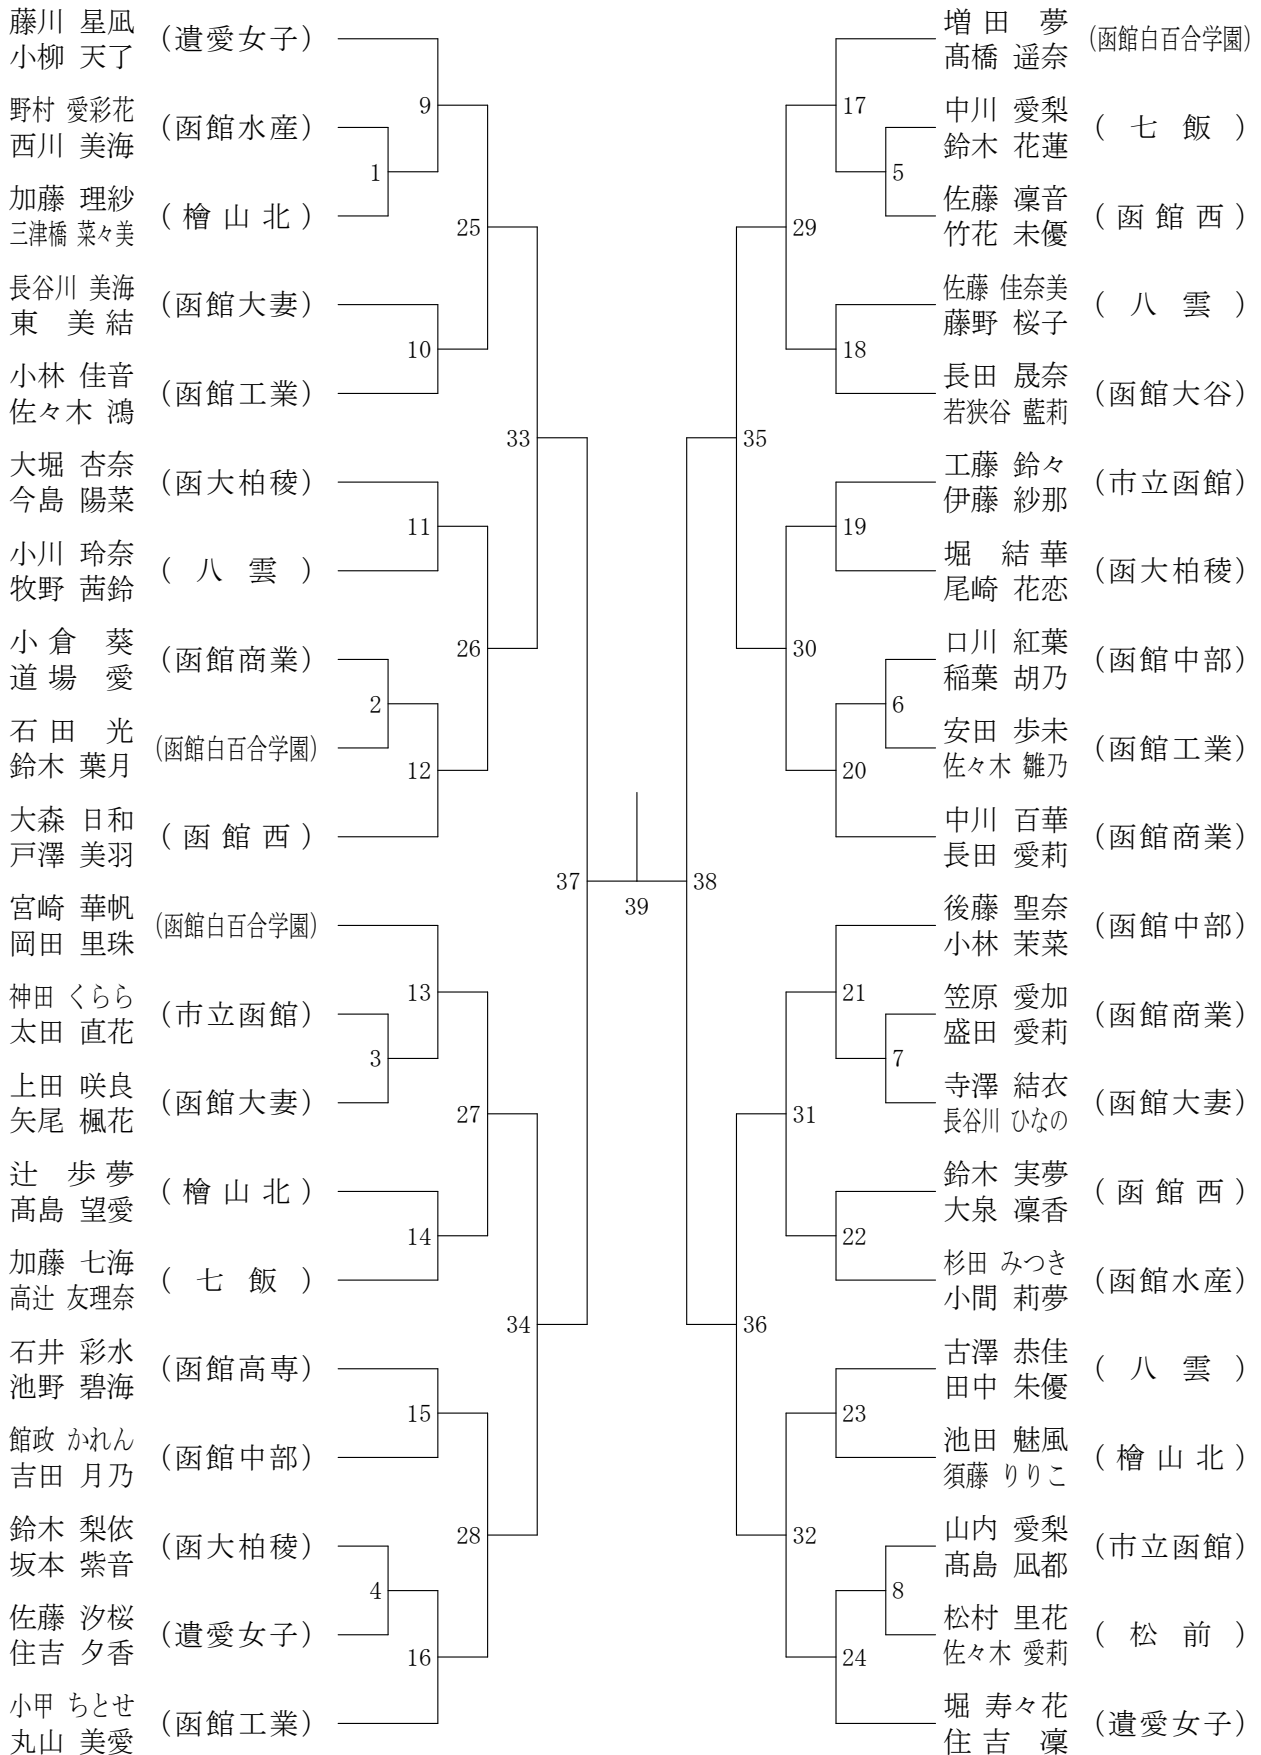 藤川 星凪
小柳 天了
(遺愛女子)
野村 愛彩花
西川 美海
(函館水産)
加藤 理紗
三津橋 菜々美
(檜山北)
長谷川 美海
東 美結
(函館大妻)
小林 佳音
佐々木 鴻
(函館工業)
大堀 杏奈
今島 陽菜
(函大柏稜)
小川 玲奈
牧野 茜鈴
(八雲)
小倉 葵
道場 愛
(函館商業)
石田 光
鈴木 葉月
(函館白百合学園)
大森 日和
戸澤 美羽
(函館西)
宮崎 華帆
岡田 里珠
(函館白百合学園)
神田 くらら
太田 直花
(市立函館)
上田 咲良
矢尾 楓花
(函館大妻)
辻 歩夢
髙島 望愛
(檜山北)
加藤 七海
高辻 友理奈
(七飯)
石井 彩水
池野 碧海
(函館高専)
館政 かれん
吉田 月乃
(函館中部)
鈴木 梨依
坂本 紫音
(函大柏稜)
佐藤 汐桜
住吉 夕香
(遺愛女子)
小甲 ちとせ
丸山 美愛
(函館工業)
1
2
3
4
9
10
11
12
13
14
15
16
25
26
27
28
33
34
37
39
38
35
36
29
30
31
32
17
18
19
20
21
22
23
24
5
6
7
8
増田 夢
髙橋 遥奈
(函館白百合学園)
中川 愛梨
鈴木 花蓮
(七飯)
佐藤 凜音
竹花 未優
(函館西)
佐藤 佳奈美
藤野 桜子
(八雲)
長田 晟奈
若狭谷 藍莉
(函館大谷)
工藤 鈴々
伊藤 紗那
(市立函館)
堀 結華
尾崎 花恋
(函大柏稜)
口川 紅葉
稲葉 胡乃
(函館中部)
安田 歩未
佐々木 雛乃
(函館工業)
中川 百華
長田 愛莉
(函館商業)
後藤 聖奈
小林 茉菜
(函館中部)
笠原 愛加
盛田 愛莉
(函館商業)
寺澤 結衣
長谷川 ひなの
(函館大妻)
鈴木 実夢
大泉 凜香
(函館西)
杉田 みつき
小間 莉夢
(函館水産)
古澤 恭佳
田中 朱優
(八雲)
池田 魅風
須藤 りりこ
(檜山北)
山内 愛梨
髙島 凪都
(市立函館)
松村 里花
佐々木 愛莉
(松前)
堀 寿々花
住吉 凜
(遺愛女子)